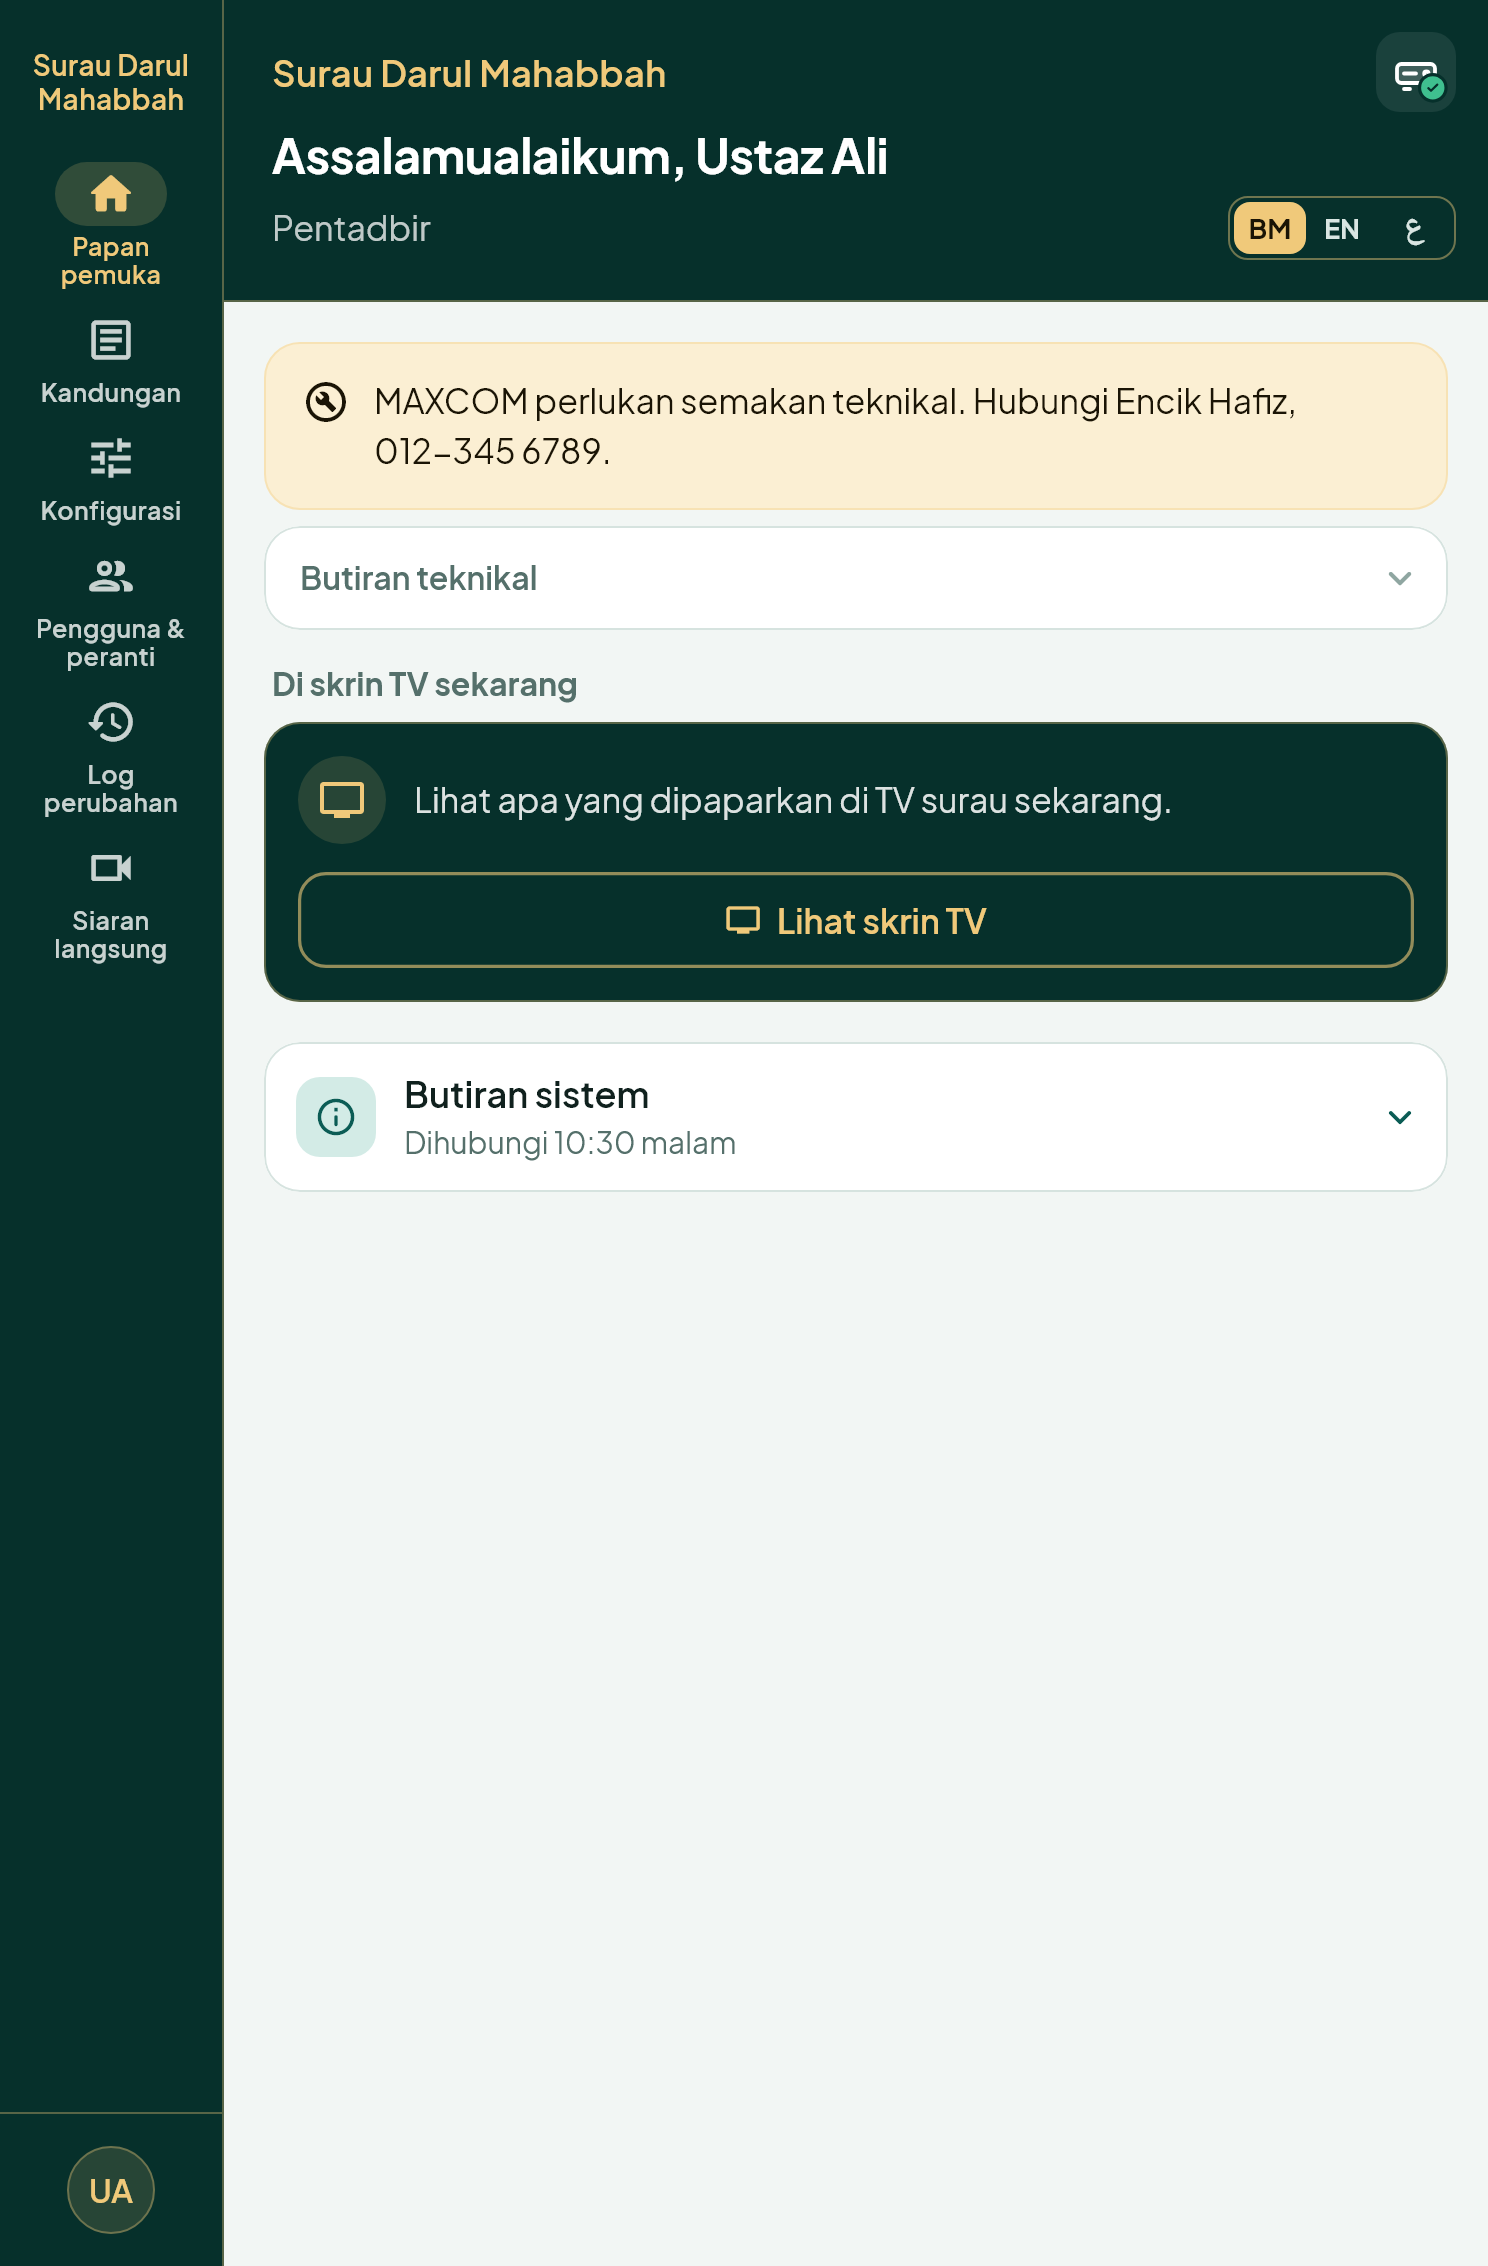 Surau Darul
Mahabbah
Papan
pemuka
Kandungan
Konfigurasi
Pengguna &
peranti
Log
perubahan
Siaran
langsung
UA
Surau Darul Mahabbah
Assalamualaikum, Ustaz Ali
Pentadbir
BM EN ع
MAXCOM perlukan semakan teknikal. Hubungi Encik Hafiz,
012-345 6789.
Butiran teknikal
Di skrin TV sekarang
Lihat apa yang dipaparkan di TV surau sekarang.
Lihat skrin TV
Butiran sistem
Dihubungi 10:30 malam